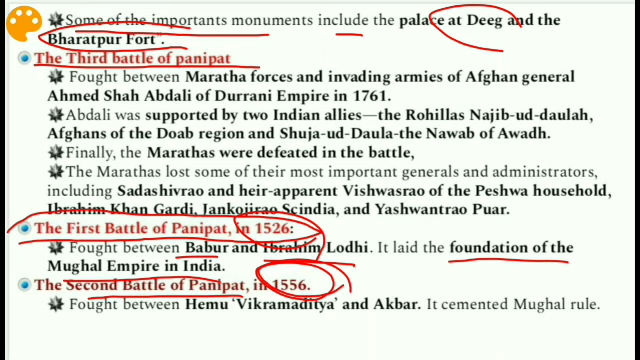 ✷Some of the importants monuments include the palace at Deeg and the
Bharatpur Fort".
The Third battle of panipat
✷Fought between Maratha forces and invading armies of Afghan general
Ahmed Shah Abdali of Durrani Empire in 1761.
✷Abdali was supported by two Indian allies—the Rohillas Najib-ud-daulah,
Afghans of the Doab region and Shuja-ud-Daula-the Nawab of Awadh.
✷Finally, the Marathas were defeated in the battle,
✷The Marathas lost some of their most important generals and administrators,
including Sadashivrao and heir-apparent Vishwasrao of the Peshwa household,
Ibrahim Khan Gardi, Jankojirao Scindia, and Yashwantrao Puar.
The First Battle of Panipat, in 1526:
✷Fought between Babur and Ibrahim Lodhi. It laid the foundation of the
Mughal Empire in India.
The Second Battle of Panipat, in 1556.
✷Fought between Hemu 'Vikramaditya' and Akbar. It cemented Mughal rule.